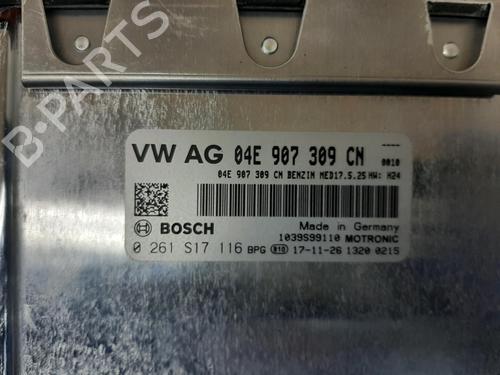 B-PARTS
VW AG 04E 907 309 CN 0010
04E 907 309 CN BENZIN MED17.5.25 HW: H24
BOSCH
Made in Germany
1039S99110 MOTRONIC
0 261 S17 116 BPG 17-11-26 1320 0215